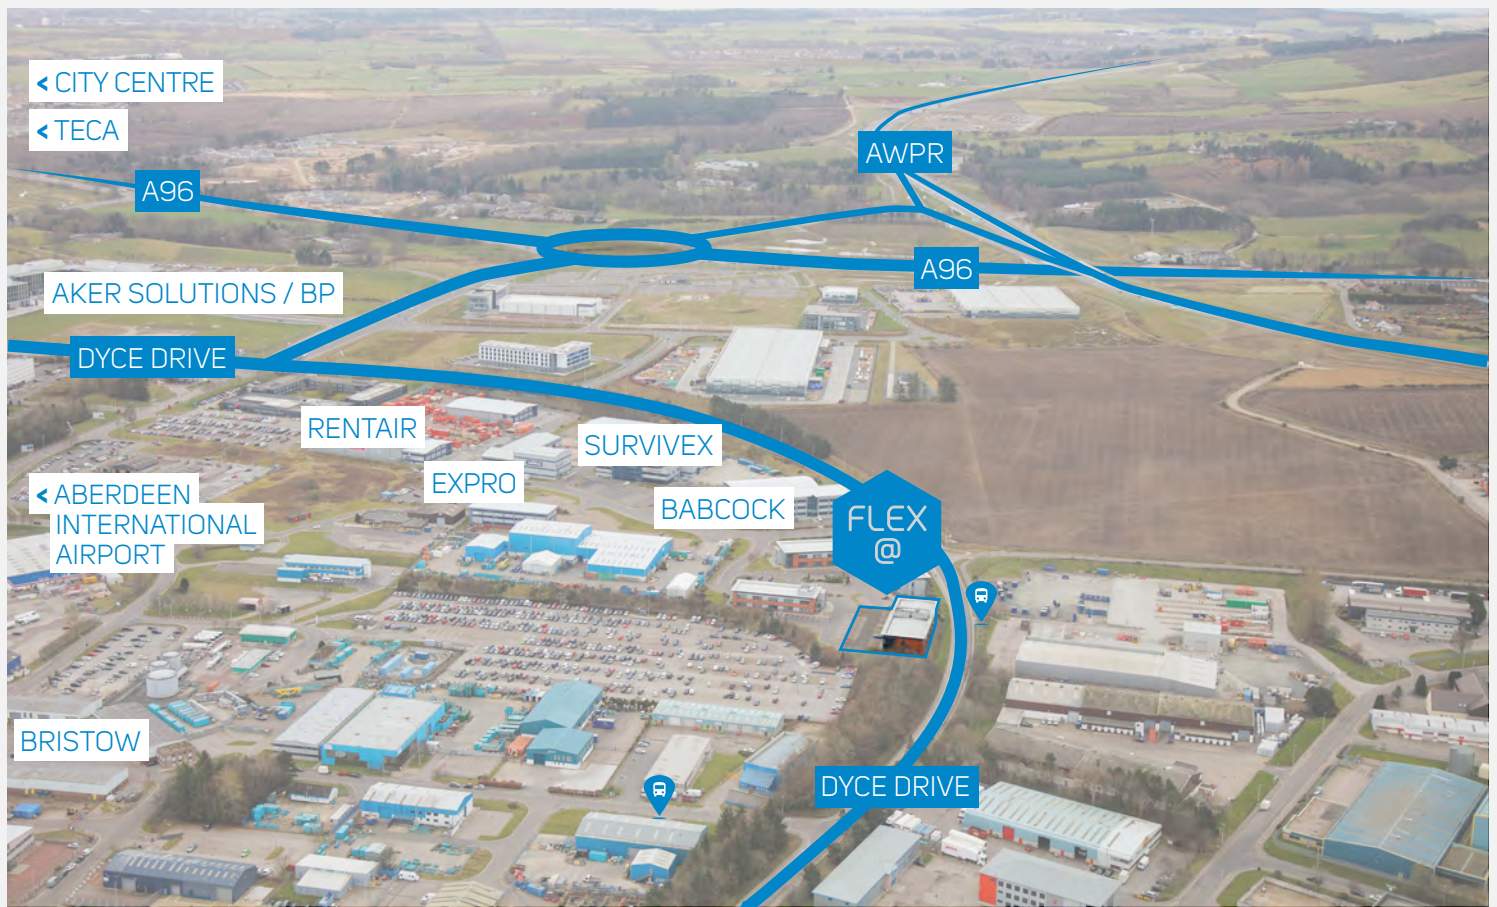 < CITY CENTRE
< TECA
AWPR
A96
A96
AKER SOLUTIONS / BP
DYCE DRIVE
RENTAIR
SURVIVEX
EXPRO
< ABERDEEN
INTERNATIONAL
AIRPORT
BABCOCK
FLEX
@
BRISTOW
DYCE DRIVE